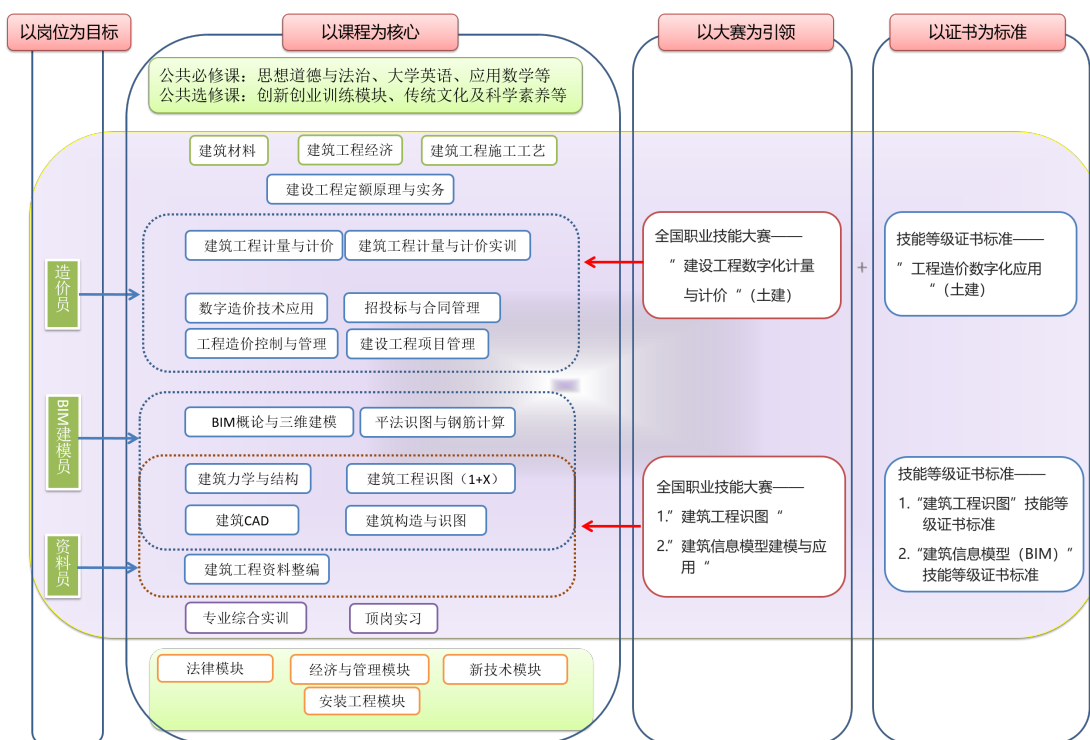 以岗位为目标
以课程为核心
以大赛为引领
以证书为标准
公共必修课：思想道德与法治、大学英语、应用数学等
公共选修课：创新创业训练模块、传统文化及科学素养等
建筑材料
建筑工程经济
建筑工程施工工艺
建设工程定额原理与实务
造价员
建筑工程计量与计价
建筑工程计量与计价实训
数字造价技术应用
招投标与合同管理
工程造价控制与管理
建设工程项目管理
全国职业技能大赛——
”建设工程数字化计量
与计价“（土建）
+
技能等级证书标准——
”工程造价数字化应用
“（土建）
BIM建模员
BIM概论与三维建模
平法识图与钢筋计算
建筑力学与结构
建筑工程识图（1+X）
建筑CAD
建筑构造与识图
资料员
建筑工程资料整编
全国职业技能大赛——
1.”建筑工程识图“
2.”建筑信息模型建模与应
用“
技能等级证书标准——
1. “建筑工程识图”技能等
级证书标准
2. “建筑信息模型（BIM）”
技能等级证书标准
专业综合实训
顶岗实习
法律模块
经济与管理模块
新技术模块
安装工程模块